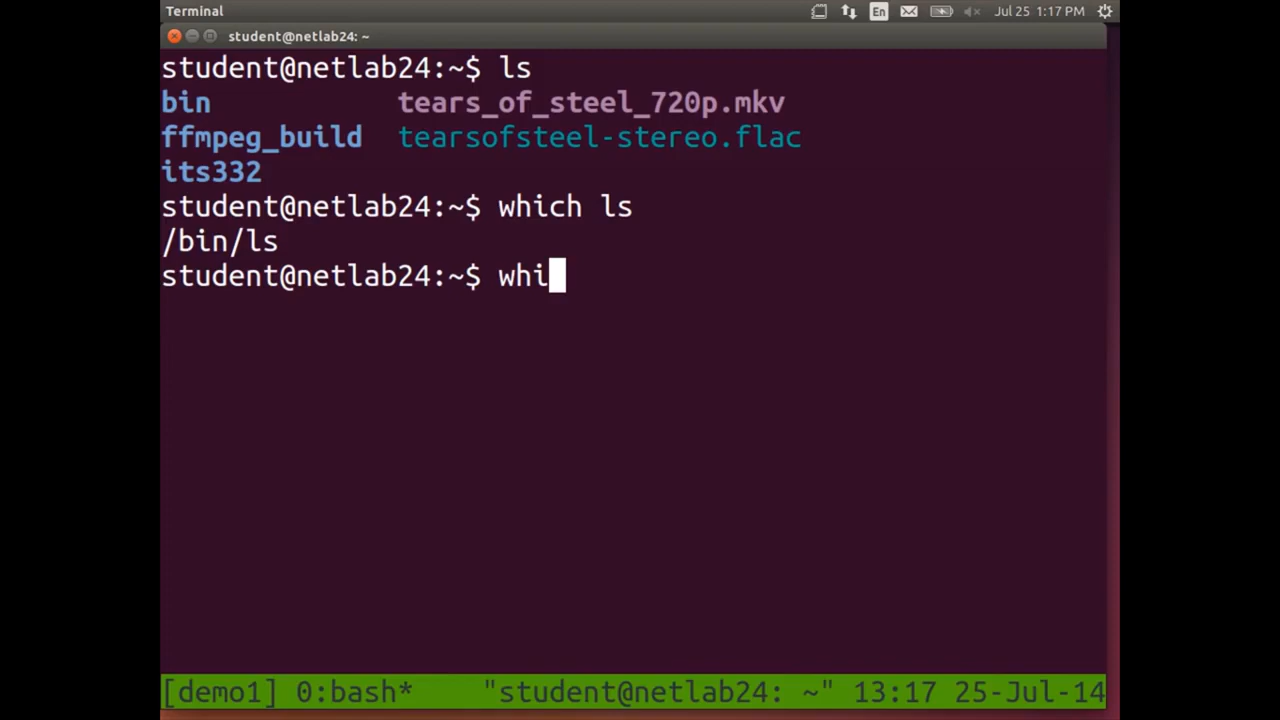 Terminal En Jul 25 1:17 PM
student@netlab24: ~
student@netlab24:~$ ls
bin tears_of_steel_720p.mkv
ffmpeg_build tearsofsteel-stereo.flac
its332
student@netlab24:~$ which ls
/bin/ls
student@netlab24:~$ whi
[demo1] 0:bash* "student@netlab24: ~" 13:17 25-Jul-14